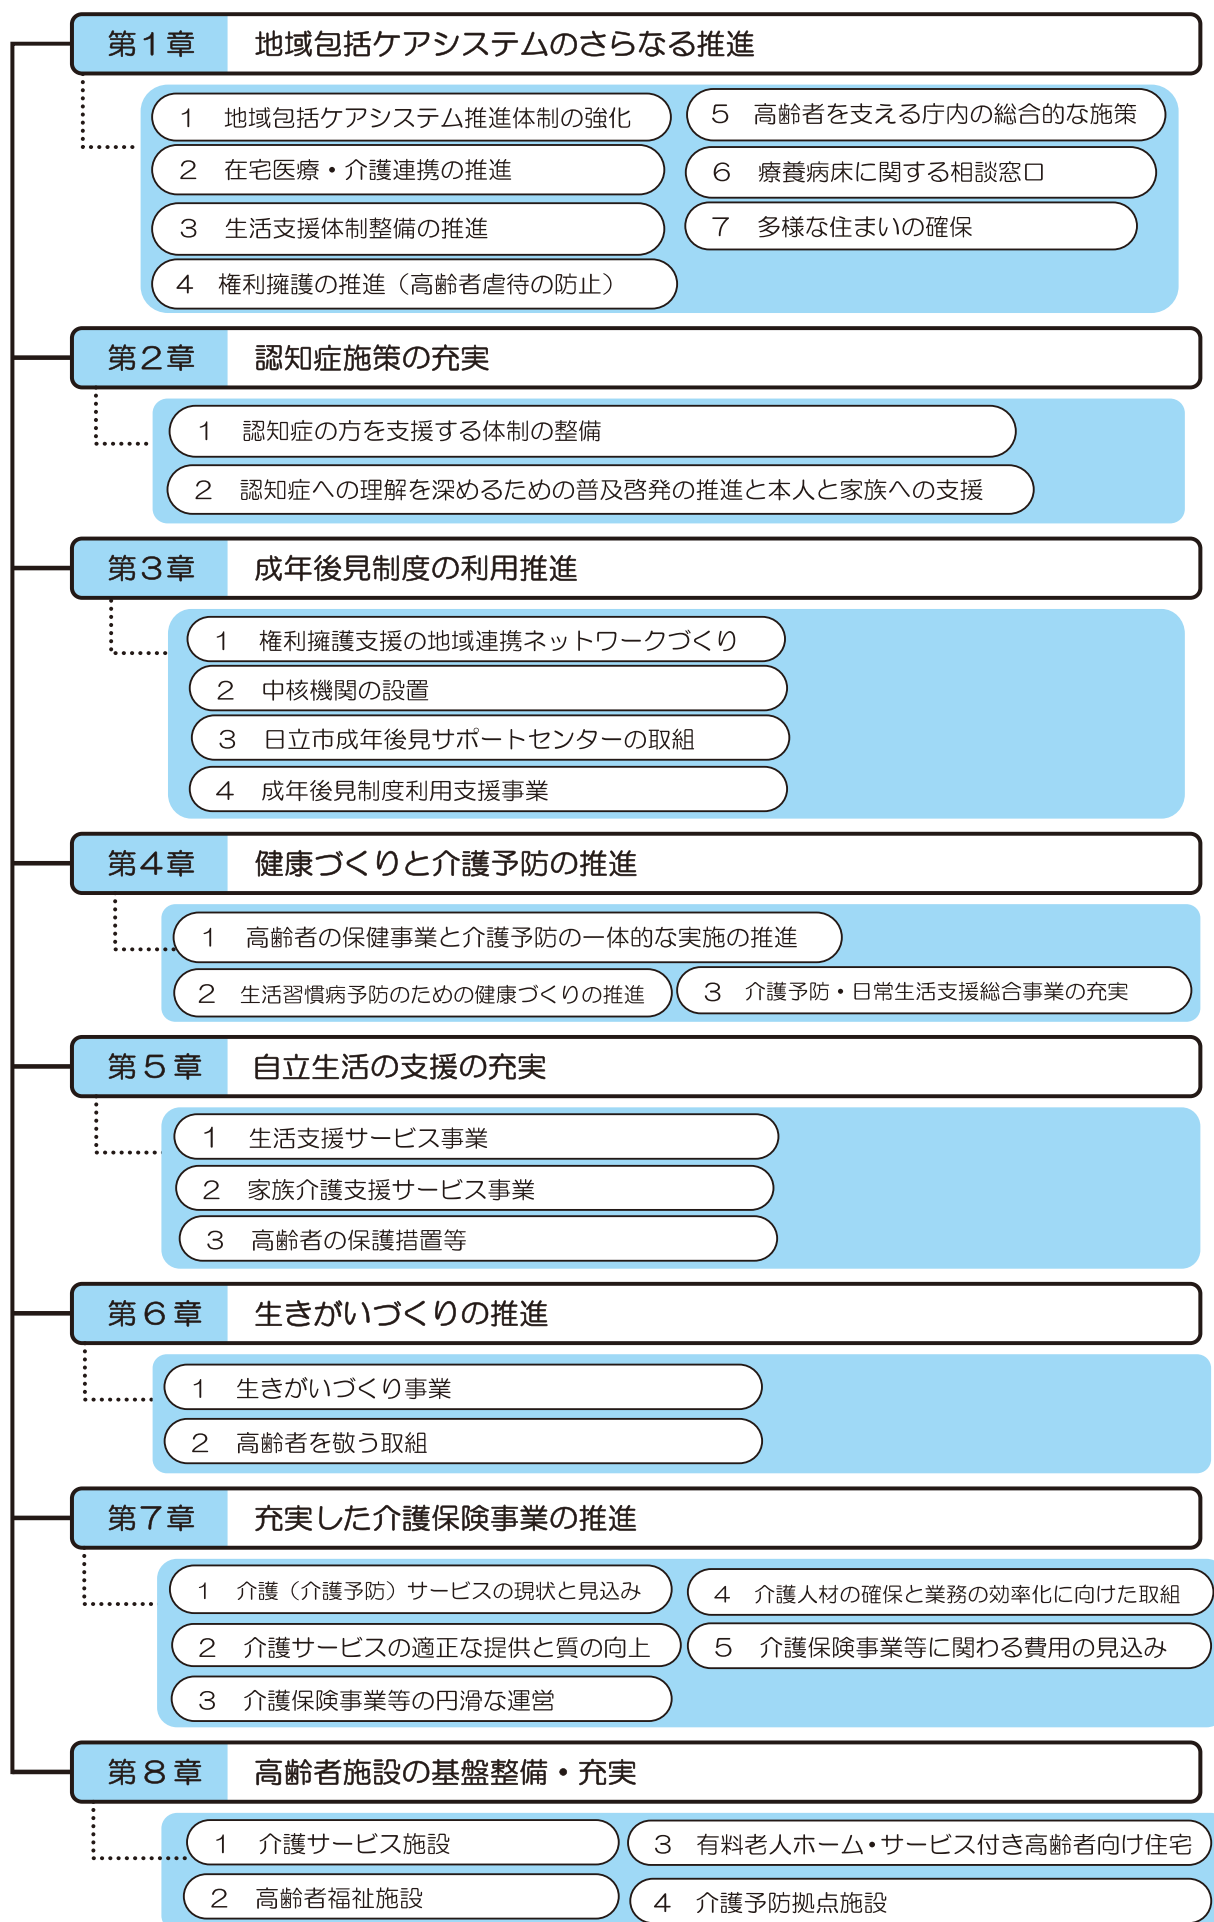 第1章 地域包括ケアシステムのさらなる推進
1 地域包括ケアシステム推進体制の強化
2 在宅医療・介護連携の推進
3 生活支援体制整備の推進
4 権利擁護の推進（高齢者虐待の防止）
5 高齢者を支える庁内の総合的な施策
6 療養病床に関する相談窓口
7 多様な住まいの確保
第2章 認知症施策の充実
1 認知症の方を支援する体制の整備
2 認知症への理解を深めるための普及啓発の推進と本人と家族への支援
第3章 成年後見制度の利用推進
1 権利擁護支援の地域連携ネットワークづくり
2 中核機関の設置
3 日立市成年後見サポートセンターの取組
4 成年後見制度利用支援事業
第4章 健康づくりと介護予防の推進
1 高齢者の保健事業と介護予防の一体的な実施の推進
2 生活習慣病予防のための健康づくりの推進
3 介護予防・日常生活支援総合事業の充実
第5章 自立生活の支援の充実
1 生活支援サービス事業
2 家族介護支援サービス事業
3 高齢者の保護措置等
第6章 生きがいづくりの推進
1 生きがいづくり事業
2 高齢者を敬う取組
第7章 充実した介護保険事業の推進
1 介護（介護予防）サービスの現状と見込み
2 介護サービスの適正な提供と質の向上
3 介護保険事業等の円滑な運営
4 介護人材の確保と業務の効率化に向けた取組
5 介護保険事業等に関わる費用の見込み
第8章 高齢者施設の基盤整備・充実
1 介護サービス施設
2 高齢者福祉施設
3 有料老人ホーム・サービス付き高齢者向け住宅
4 介護予防拠点施設